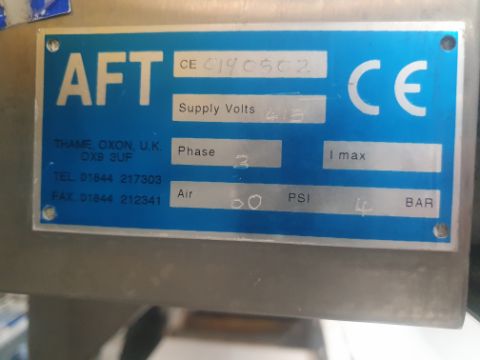 AFT
CE 0190502
CE
Supply Volts 415
THAME, OXON, U.K.
OX9 3UF
Phase 3
I max
TEL. 01844 217303
FAX. 01844 212341
Air 60 PSI 4 BAR